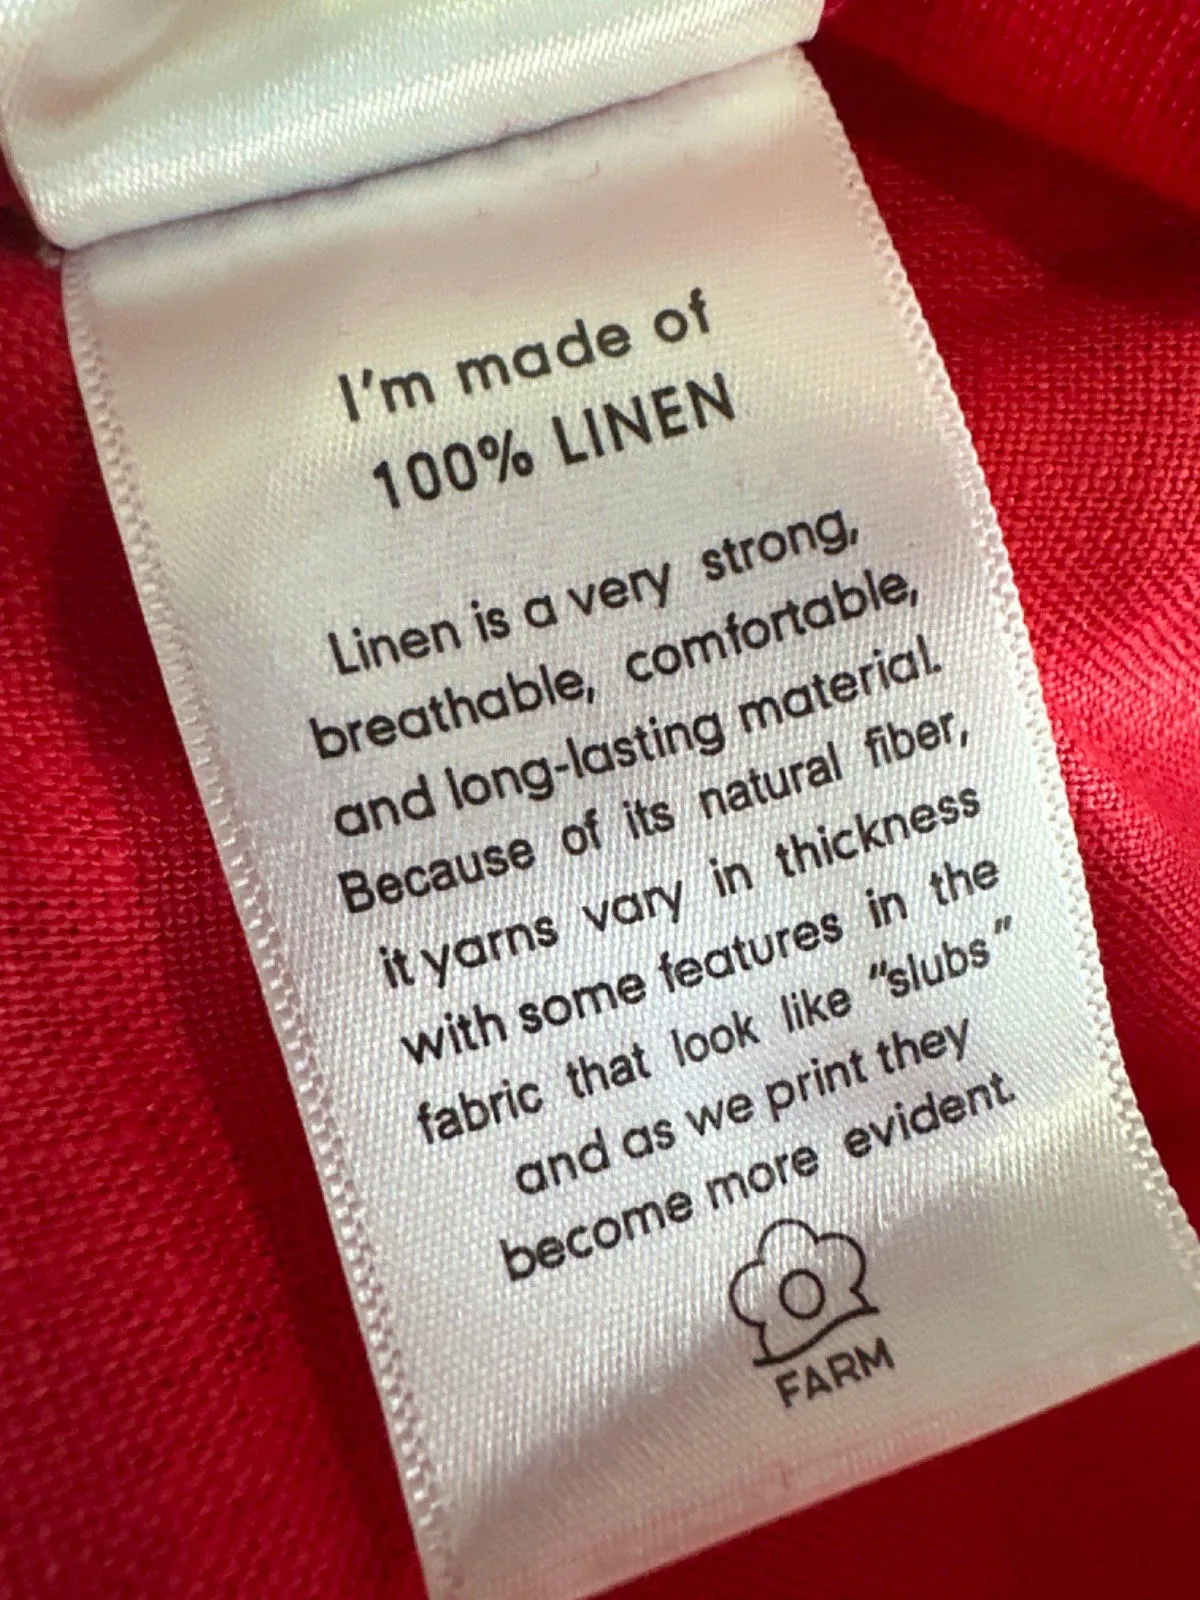 I'm made of
100% LINEN
Linen is a very strong,
breathable, comfortable,
and long-lasting material.
Because of its natural fiber,
it yarns vary in thickness
with some features in the
fabric that look like “slubs”
and as we print they
become more evident.
FARM